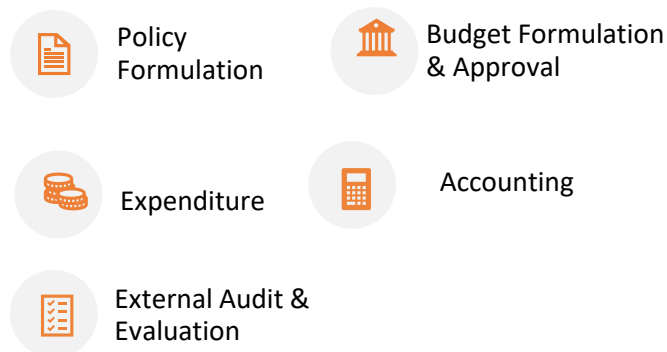 Policy
Formulation
Budget Formulation
& Approval
Expenditure
Accounting
External Audit &
Evaluation